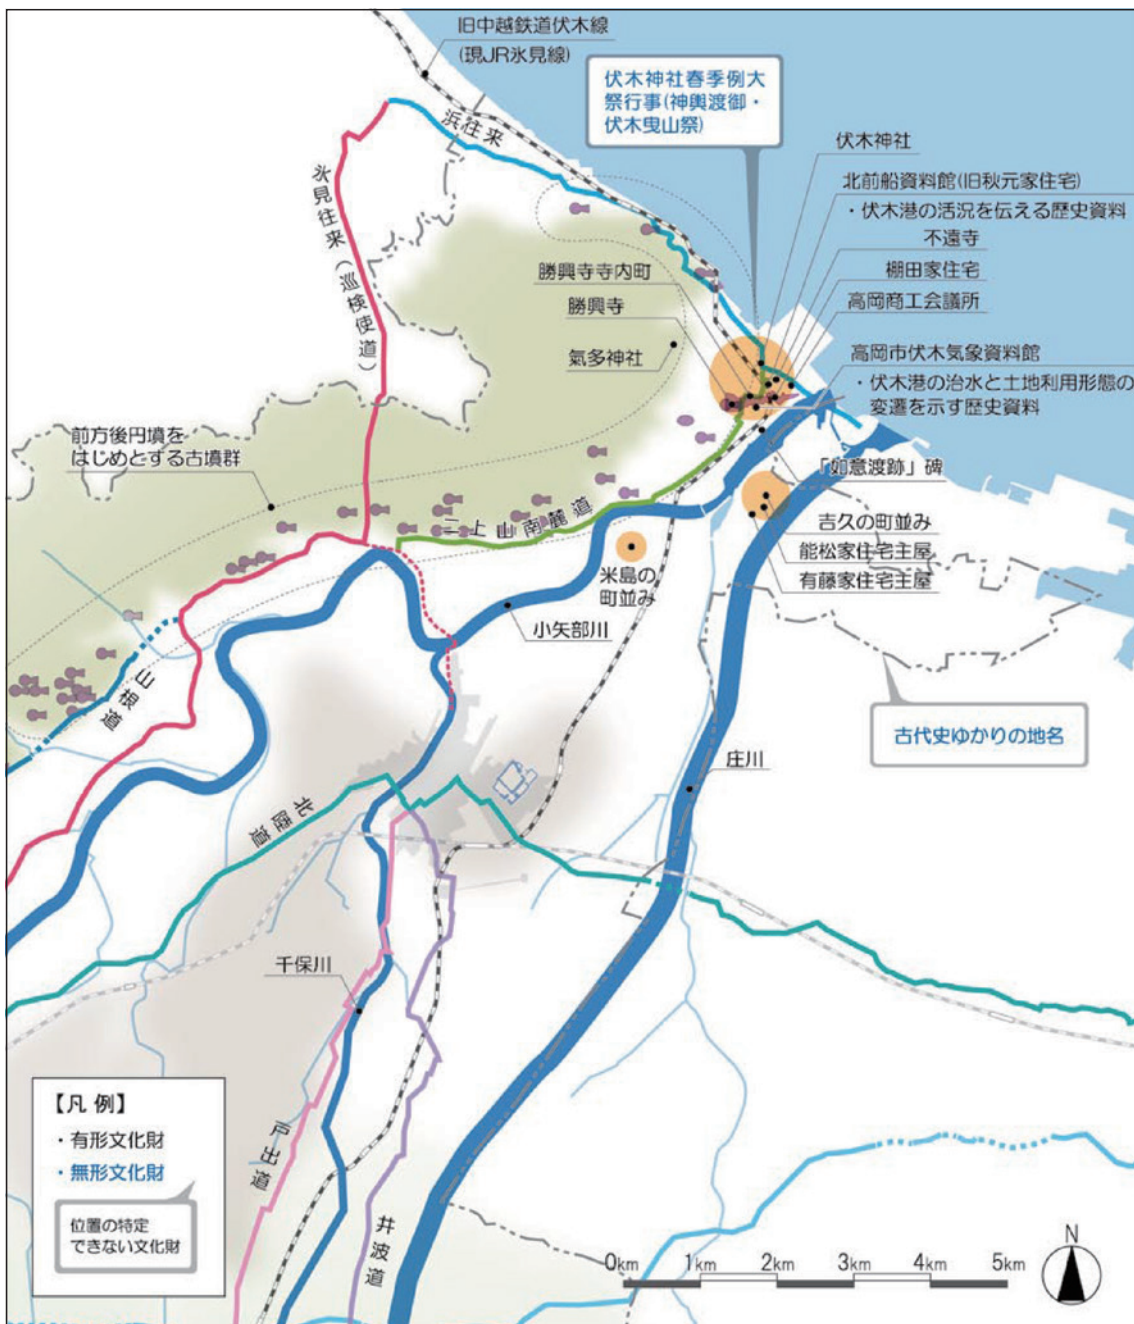 旧中越鉄道伏木線
(現JR氷見線)
伏木神社春季例大
祭行事(神輿渡御・
伏木曳山祭)
浜往来
伏木神社
北前船資料館(旧秋元家住宅)
・伏木港の活況を伝える歴史資料
不遠寺
棚田家住宅
高岡商工会議所
氷見往来(巡検使道)
勝興寺寺内町
勝興寺
氣多神社
高岡市伏木気象資料館
・伏木港の治水と土地利用形態の
変遷を示す歴史資料
前方後円墳を
はじめとする古墳群
「如意渡跡」碑
二上山南麓道
吉久の町並み
能松家住宅主屋
有藤家住宅主屋
米島の
町並み
小矢部川
山根道
古代史ゆかりの地名
庄川
北陸道
千保川
【凡 例】
・有形文化財
・無形文化財
位置の特定
できない文化財
戸出道
井波道
0km 1km 2km 3km 4km 5km
N